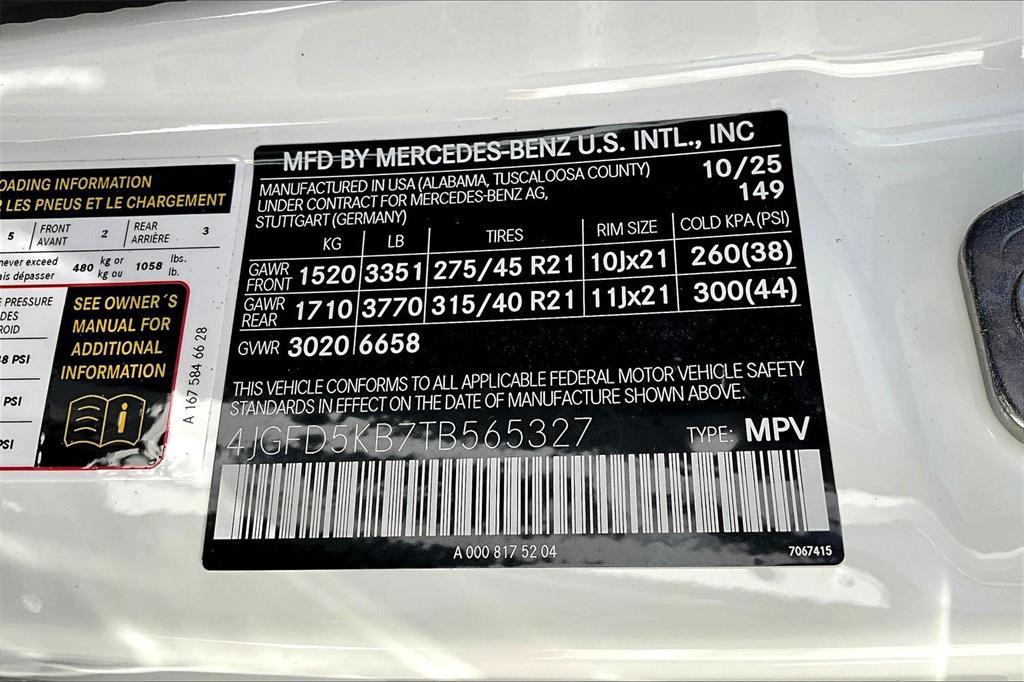 OADING INFORMATION
R LES PNEUS ET LE CHARGEMENT
5 FRONT AVANT 2 REAR ARRIÈRE 3
never exceed 480 kg or kg ou 1058 lbs. lb.
ais dépasser
E PRESSURE
DES
ROID
8 PSI
PSI
PSI
SEE OWNER´S
MANUAL FOR
ADDITIONAL
INFORMATION
A 167 584 66 28
MFD BY MERCEDES-BENZ U.S. INTL., INC
MANUFACTURED IN USA (ALABAMA, TUSCALOOSA COUNTY) 10/25
UNDER CONTRACT FOR MERCEDES-BENZ AG, 149
STUTTGART (GERMANY)
KG LB TIRES RIM SIZE COLD KPA (PSI)
GAWR FRONT 1520 3351 275/45 R21 10Jx21 260(38)
GAWR REAR 1710 3770 315/40 R21 11Jx21 300(44)
GVWR 3020 6658
THIS VEHICLE CONFORMS TO ALL APPLICABLE FEDERAL MOTOR VEHICLE SAFETY
STANDARDS IN EFFECT ON THE DATE OF MANUFACTURE SHOWN ABOVE.
4JGFD5KB7TB565327 TYPE: MPV
A 000 817 52 04 7067415